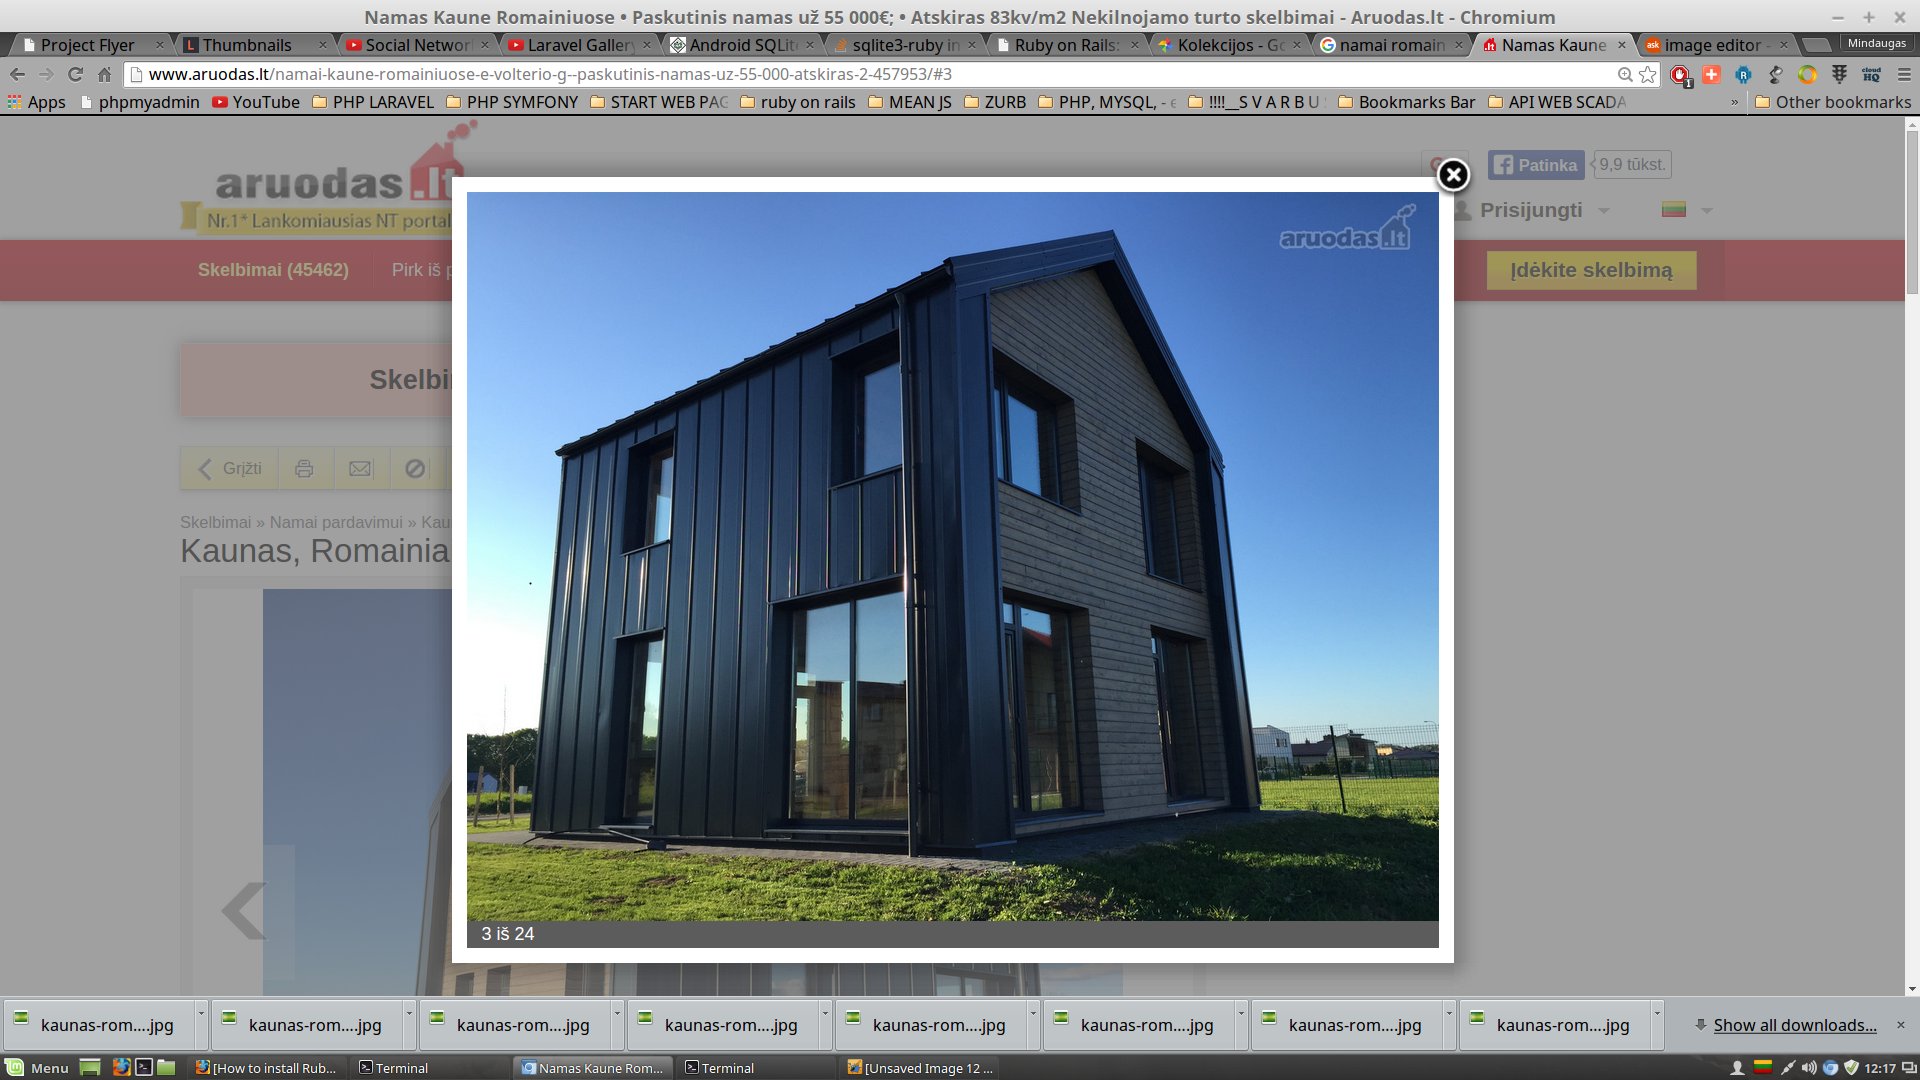 Namas Kaune Romainiuose • Paskutinis namas už 55 000€; • Atskiras 83kv/m2 Nekilnojamo turto skelbimai - Aruodas.lt - Chromium
Project Flyer
Thumbnails
Social Networ
Laravel Gallery
Android SQLite
sqlite3-ruby in
Ruby on Rails:
Kolekcijos - Go
namai romain
Namas Kaune
image editor -
Mindaugas
www.aruodas.lt/namai-kaune-romainiuose-e-volterio-g--paskutinis-namas-uz-55-000-atskiras-2-457953/#3
Apps
phpmyadmin
YouTube
PHP LARAVEL
PHP SYMFONY
START WEB PAG
ruby on rails
MEAN JS
ZURB
PHP, MYSQL, - e
!!!!__S V A R B U
Bookmarks Bar
API WEB SCADA
» Other bookmarks
aruodas.lt
Nr.1* Lankomiausias NT portal
Patinka
9,9 tūkst.
Prisijungti
Skelbimai (45462)
Pirk iš p
Įdėkite skelbimą
aruodas.lt
Skelbi
Grįžti
Skelbimai » Namai pardavimui » Kau
Kaunas, Romainia
3 iš 24
kaunas-rom....jpg
kaunas-rom....jpg
kaunas-rom....jpg
kaunas-rom....jpg
kaunas-rom....jpg
kaunas-rom....jpg
kaunas-rom....jpg
kaunas-rom....jpg
Show all downloads...
Menu
[How to install Rub...
Terminal
Namas Kaune Rom...
Terminal
[Unsaved Image 12 ...
12:17